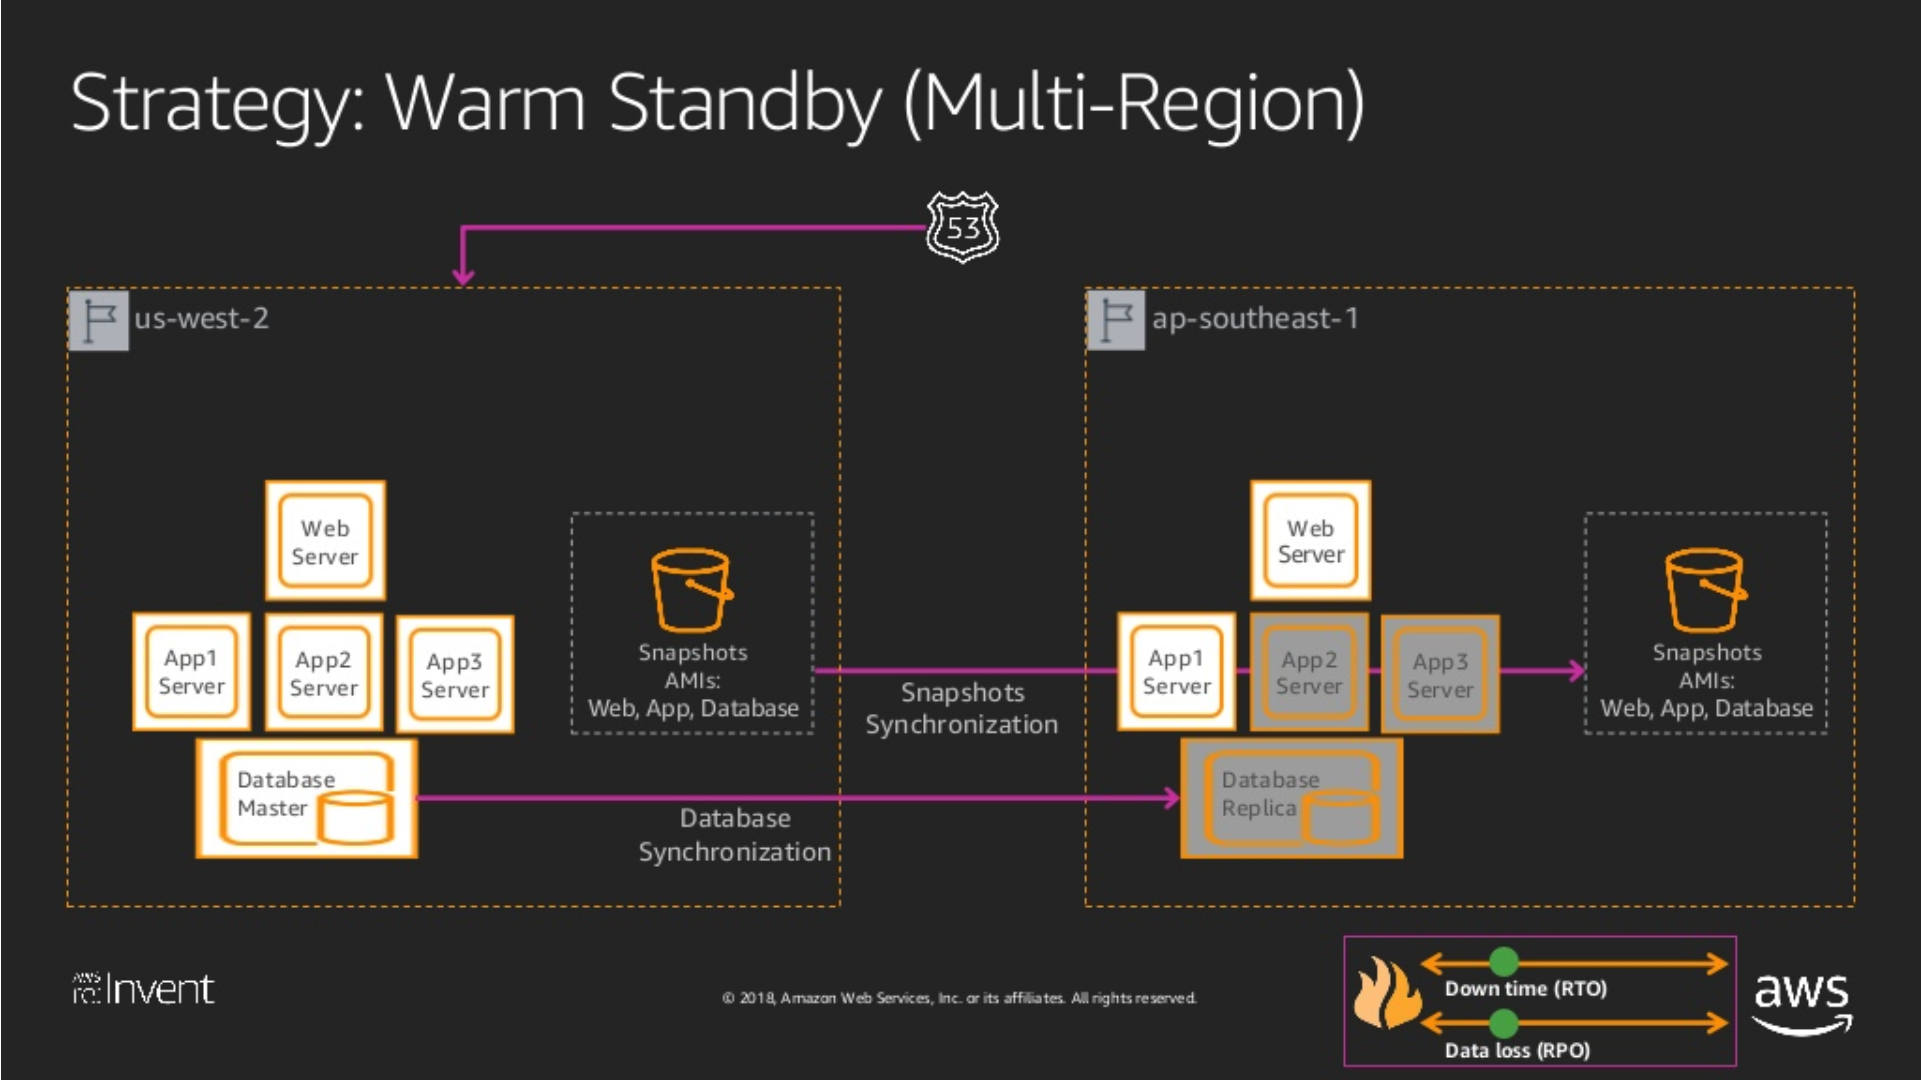 Strategy: Warm Standby (Multi-Region)
53
us-west-2
ap-southeast-1
Web
Server
App1
Server
App2
Server
App3
Server
Database
Master
Snapshots
AMIs:
Web, App, Database
Snapshots
Synchronization
Database
Synchronization
Web
Server
App1
Server
App2
Server
App3
Server
Database
Replica
Snapshots
AMIs:
Web, App, Database
AWS
re:Invent
© 2018, Amazon Web Services, Inc. or its affiliates. All rights reserved.
Down time (RTO)
Data loss (RPO)
aws